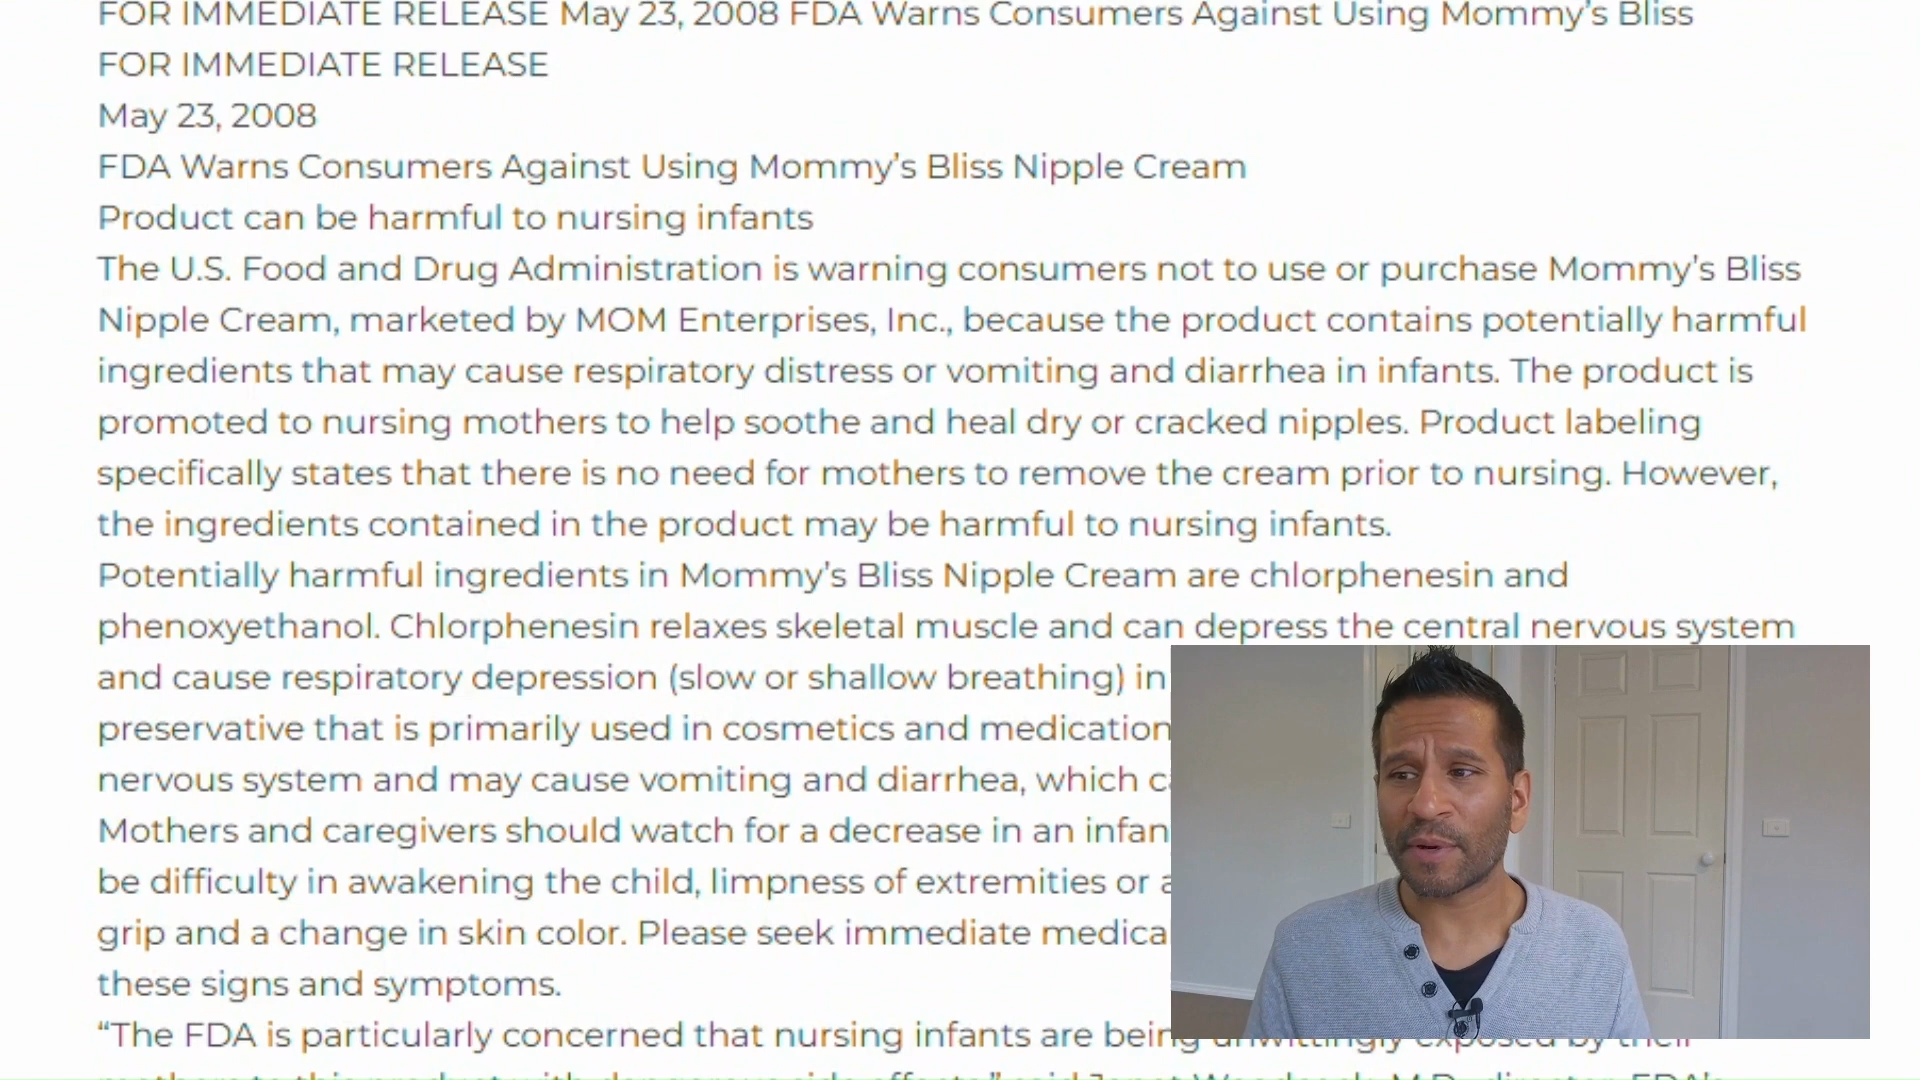 FOR IMMEDIATE RELEASE May 23, 2008 FDA Warns Consumers Against Using Mommy’s Bliss
FOR IMMEDIATE RELEASE
May 23, 2008
FDA Warns Consumers Against Using Mommy’s Bliss Nipple Cream
Product can be harmful to nursing infants
The U.S. Food and Drug Administration is warning consumers not to use or purchase Mommy’s Bliss
Nipple Cream, marketed by MOM Enterprises, Inc., because the product contains potentially harmful
ingredients that may cause respiratory distress or vomiting and diarrhea in infants. The product is
promoted to nursing mothers to help soothe and heal dry or cracked nipples. Product labeling
specifically states that there is no need for mothers to remove the cream prior to nursing. However,
the ingredients contained in the product may be harmful to nursing infants.
Potentially harmful ingredients in Mommy’s Bliss Nipple Cream are chlorphenesin and
phenoxyethanol. Chlorphenesin relaxes skeletal muscle and can depress the central nervous system
and cause respiratory depression (slow or shallow breathing) in
preservative that is primarily used in cosmetics and medication
nervous system and may cause vomiting and diarrhea, which
Mothers and caregivers should watch for a decrease in an
be difficulty in awakening the child, limpness of extremities or
grip and a change in skin color. Please seek immediate
these signs and symptoms.
“The FDA is particularly concerned that nursing infants are being unwittingly exposed by their